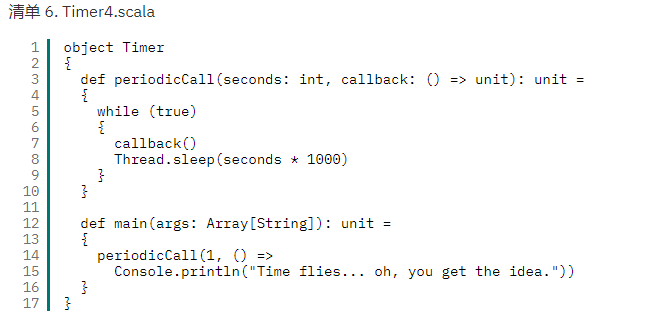 清单 6. Timer4.scala
1 object Timer
2 {
3   def periodicCall(seconds: int, callback: () => unit): unit =
4   {
5     while (true)
6     {
7       callback()
8       Thread.sleep(seconds * 1000)
9     }
10   }
11
12   def main(args: Array[String]): unit =
13   {
14     periodicCall(1, () =>
15       Console.println("Time flies... oh, you get the idea."))
16   }
17 }